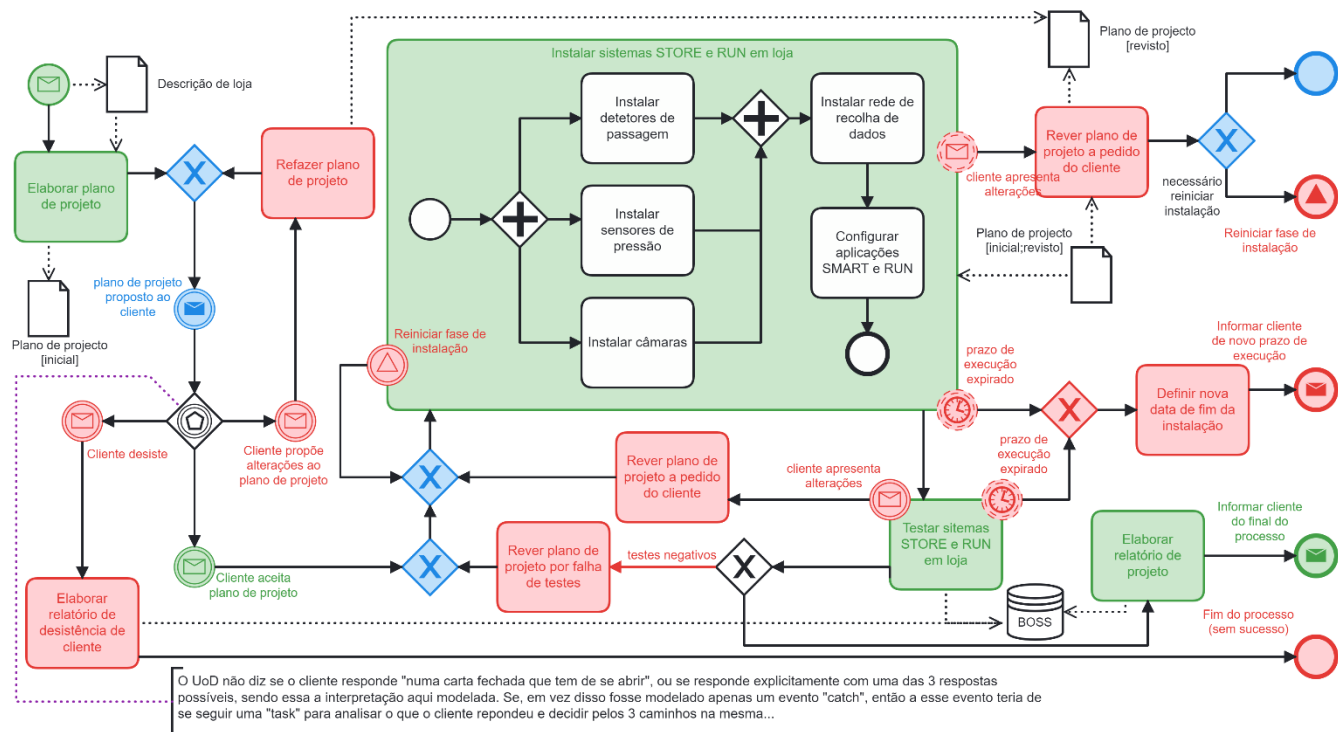 Descrição de loja
Elaborar plano
de projeto
Refazer plano
de projeto
Plano de projecto
[inicial]
plano de projeto
proposto ao
cliente
Cliente desiste
Cliente propõe
alterações ao
plano de projeto
Cliente aceita
plano de projeto
Elaborar
relatório de
desistência de
cliente
Instalar sistemas STORE e RUN em loja
Instalar
detetores de
passagem
Instalar
sensores de
pressão
Instalar câmaras
Instalar rede de
recolha de
dados
Configurar
aplicações
SMART e RUN
Reiniciar fase de
instalação
cliente apresenta
alterações
Plano de projecto
[revisto]
Rever plano de
projeto a pedido
do cliente
Plano de projecto
[inicial;revisto]
necessário
reiniciar
instalação
Reiniciar fase de
instalação
prazo de
execução
expirado
prazo de
execução
expirado
Definir nova
data de fim da
instalação
Informar cliente
de novo prazo de
execução
Rever plano de
projeto a pedido
do cliente
cliente apresenta
alterações
Rever plano de
projeto por falha
de testes
testes negativos
Testar sitemas
STORE e RUN
em loja
BOSS
Elaborar
relatório de
projeto
Informar cliente
do final do
processo
Fim do processo
(sem sucesso)
O UoD não diz se o cliente responde "numa carta fechada que tem de se abrir", ou se responde explicitamente com uma das 3 respostas
possíveis, sendo essa a interpretação aqui modelada. Se, em vez disso fosse modelado apenas um evento "catch", então a esse evento teria de
se seguir uma "task" para analisar o que o cliente repondeu e decidir pelos 3 caminhos na mesma...